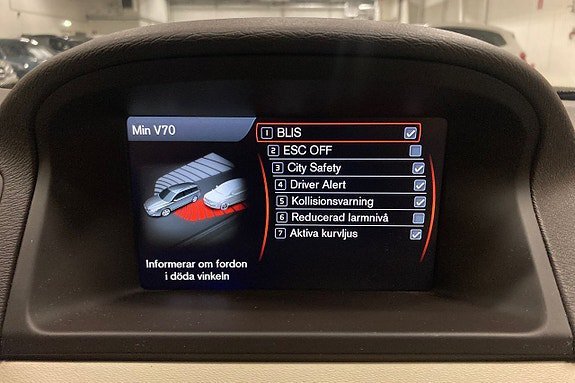 Min V70
1 BLIS
2 ESC OFF
3 City Safety
4 Driver Alert
5 Kollisionsvarning
6 Reducerad larmnivå
7 Aktiva kurvljus
Informerar om fordon
i döda vinkeln